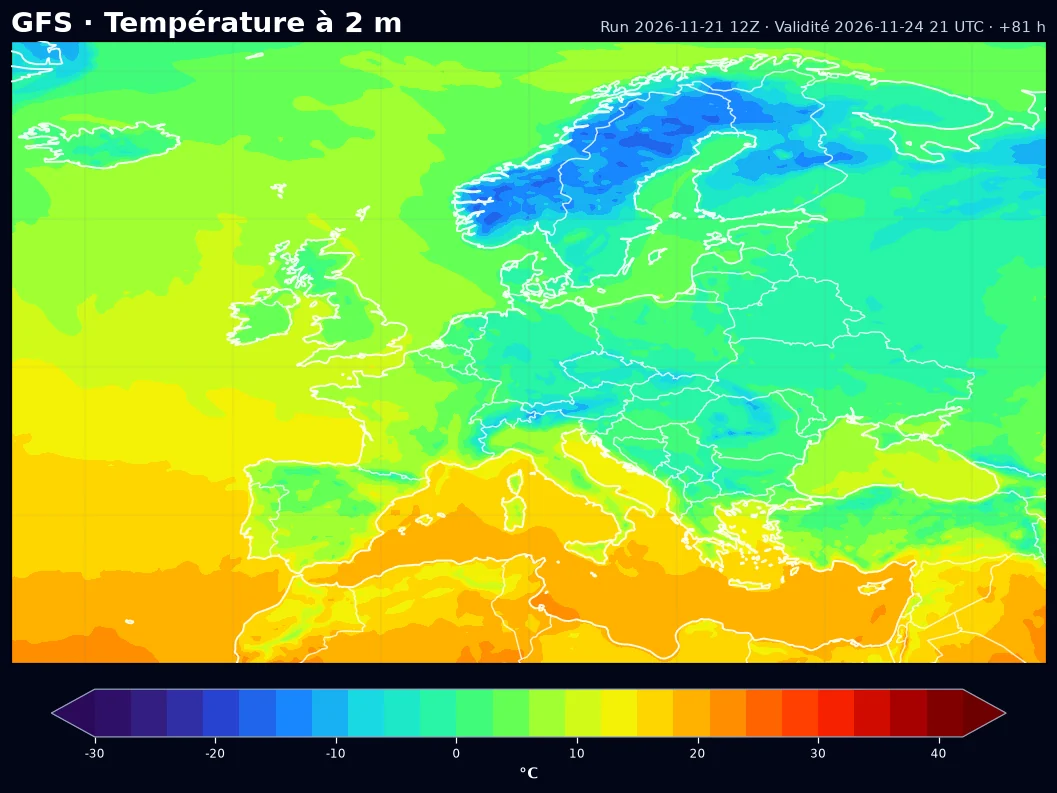 GFS · Température à 2 m
Run 2026-11-21 12Z · Validité 2026-11-24 21 UTC · +81 h
-30 -20 -10 0 10 20 30 40
°C